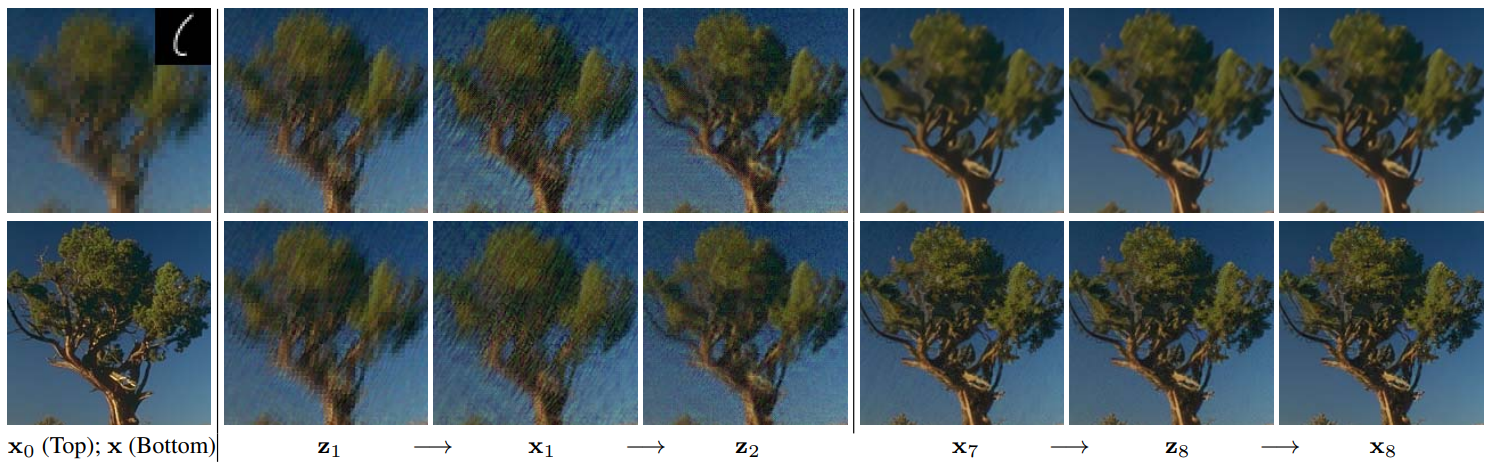 x₀ (Top); x (Bottom) z₁ → x₁ → z₂ x₇ → z₈ → x₈